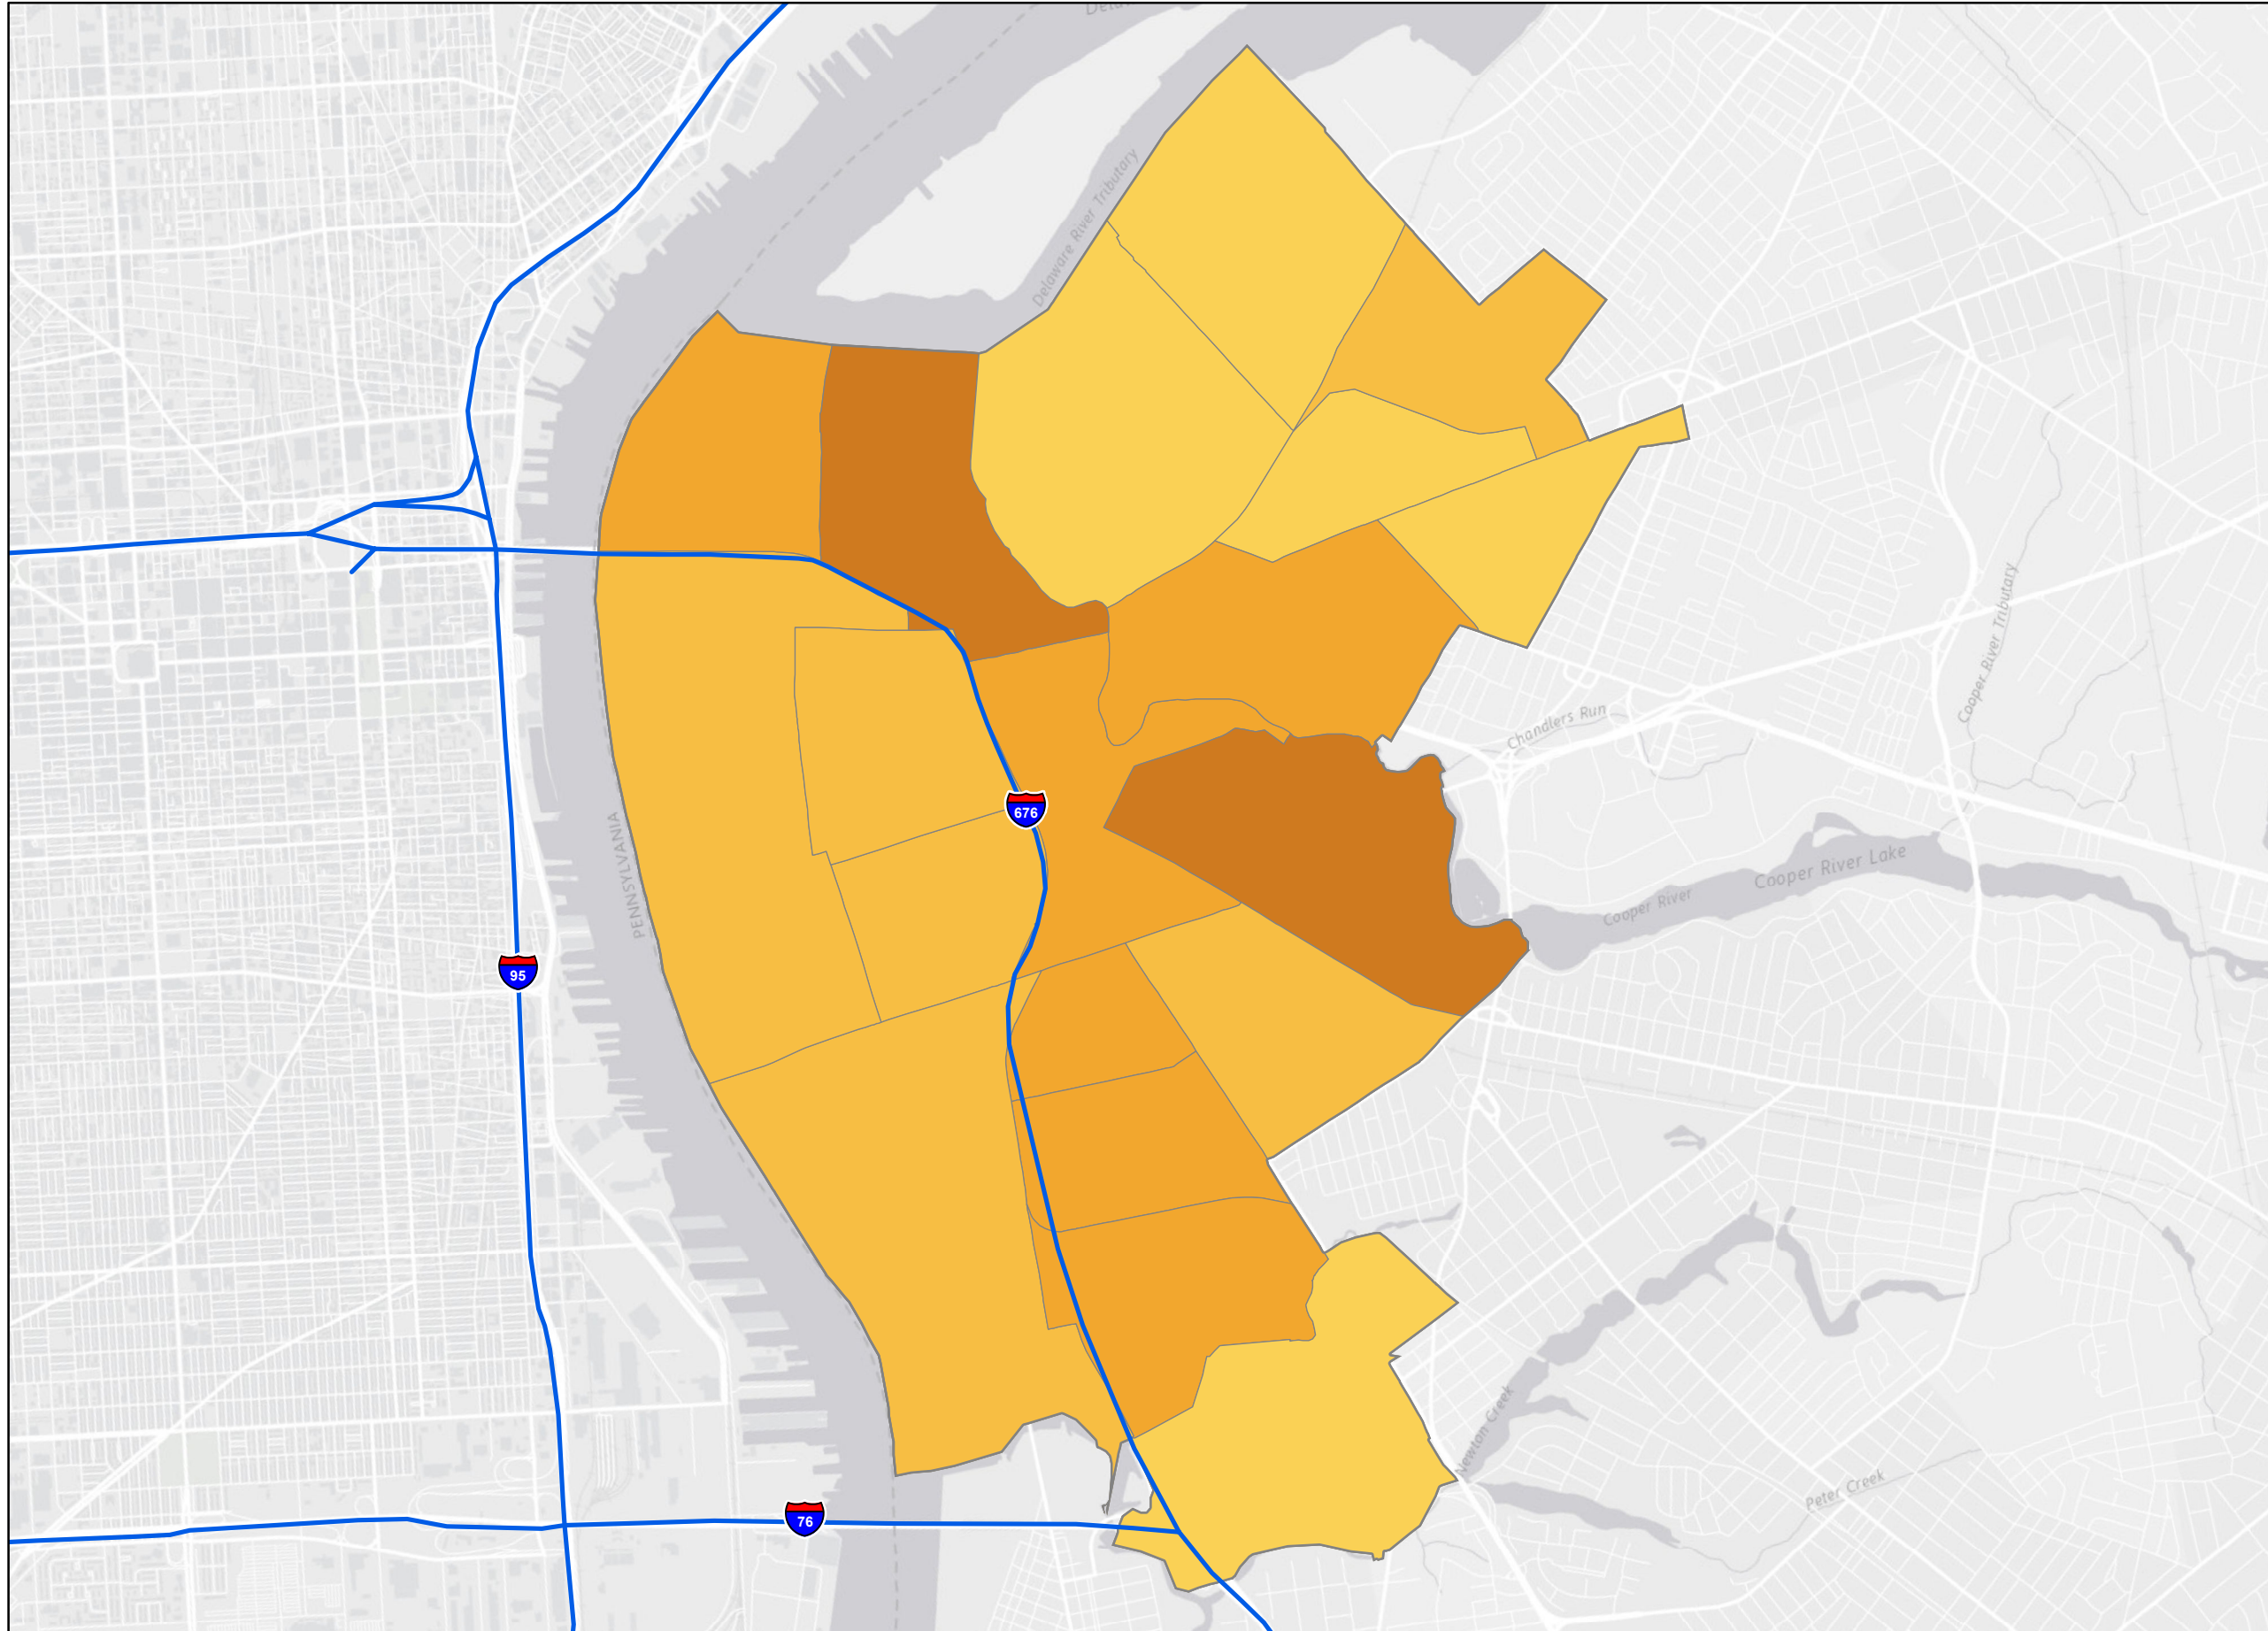 Dela
Delaware River Tributary
Cooper River Tributary
Chandlers Run
PENNSYLVANIA
676
Cooper River Lake
Cooper River
95
Newton Creek
Peter Creek
76